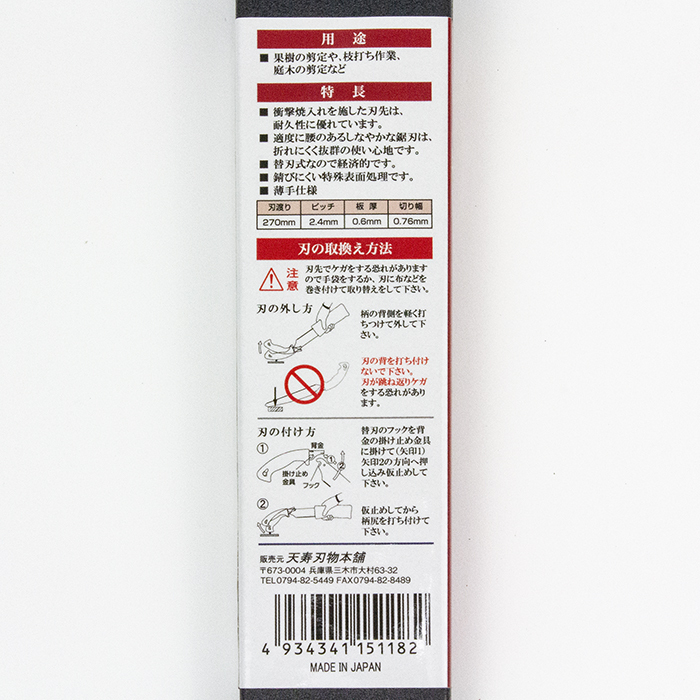 用途
■ 果樹の剪定や、枝打ち作業、
庭木の剪定など
特長
■ 衝撃焼入れを施した刃先は、
耐久性に優れています。
■ 適度に腰のあるしなやかな鋸刃は、
折れにくく抜群の使い心地です。
■ 替刃式なので経済的です。
■ 錆びにくい特殊表面処理です。
■ 薄手仕様
刃渡り ピッチ 板厚 切り幅
270mm 2.4mm 0.6mm 0.76mm
刃の取換え方法
注意
刃先でケガをする恐れがあります
ので手袋をするか、刃に布などを
巻き付けて取り替えをして下さい。
刃の外し方
柄の背側を軽く打
ちつけて外して下
さい。
刃の背を打ち付け
ないで下さい。
刃が跳ね返りケガ
をする恐れがあり
ます。
刃の付け方
① 背金
掛け止め
金具
フック
1
2
替刃のフックを背
金の掛け止め金具
に掛けて(矢印1)
矢印2の方向へ押
し込み仮止めして
下さい。
②
仮止めしてから
柄尻を打ち付けて
下さい。
販売元 天寿刃物本舗
〒673-0004 兵庫県三木市大村63-32
TEL0794-82-5449 FAX0794-82-8489
4 934341 151182
MADE IN JAPAN